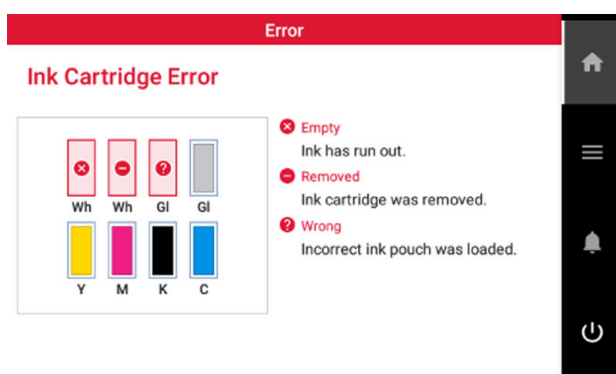 Error
Ink Cartridge Error
Wh Wh Gl Gl
Y M K C
Empty
Ink has run out.
Removed
Ink cartridge was removed.
? Wrong
Incorrect ink pouch was loaded.